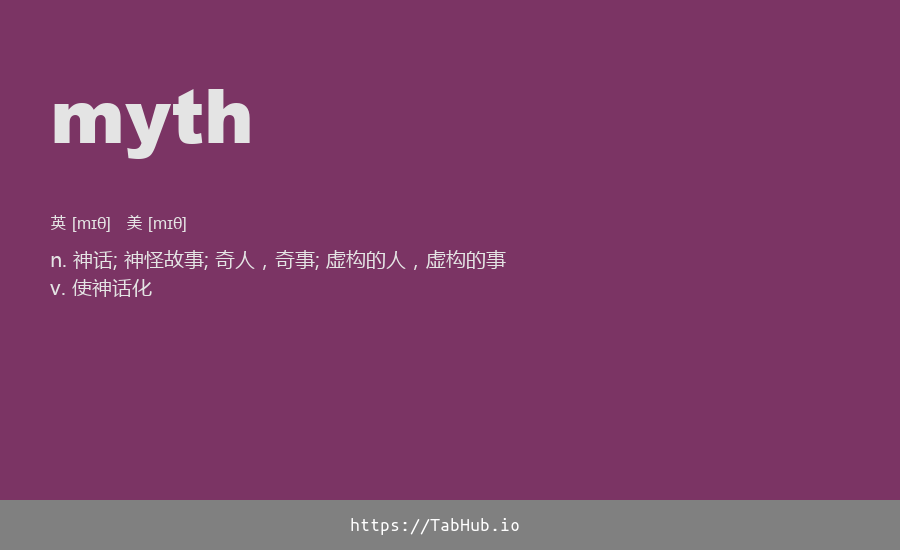 myth
英 [mɪθ] 美 [mɪθ]
n. 神话; 神怪故事; 奇人，奇事; 虚构的人，虚构的事
v. 使神话化
https://TabHub.io